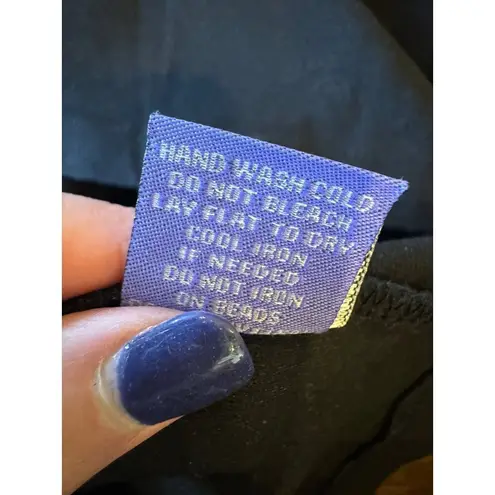 HAND WASH COLD
DO NOT BLEACH
LAY FLAT TO DRY
COOL IRON
IF NEEDED
DO NOT IRON
ON BEADS